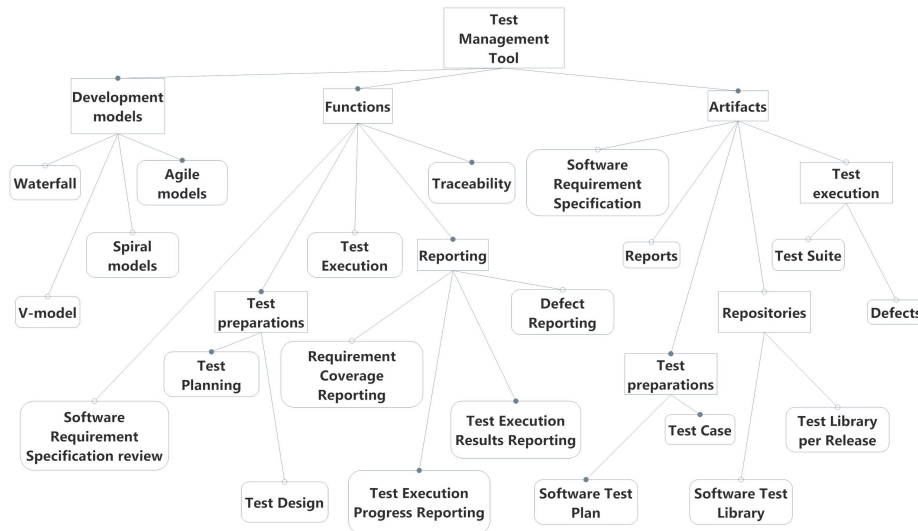 Test
Management
Tool
Development
models
Functions
Artifacts
Waterfall
Agile
models
Traceability
Software
Requirement
Specification
Test
execution
Spiral
models
Test
Execution
Reporting
Reports
Test Suite
V-model
Test
preparations
Defect
Reporting
Repositories
Defects
Test
Planning
Requirement
Coverage
Reporting
Test
preparations
Software
Requirement
Specification review
Test Execution
Results Reporting
Test Case
Test Library
per Release
Test Design
Test Execution
Progress Reporting
Software Test
Plan
Software Test
Library